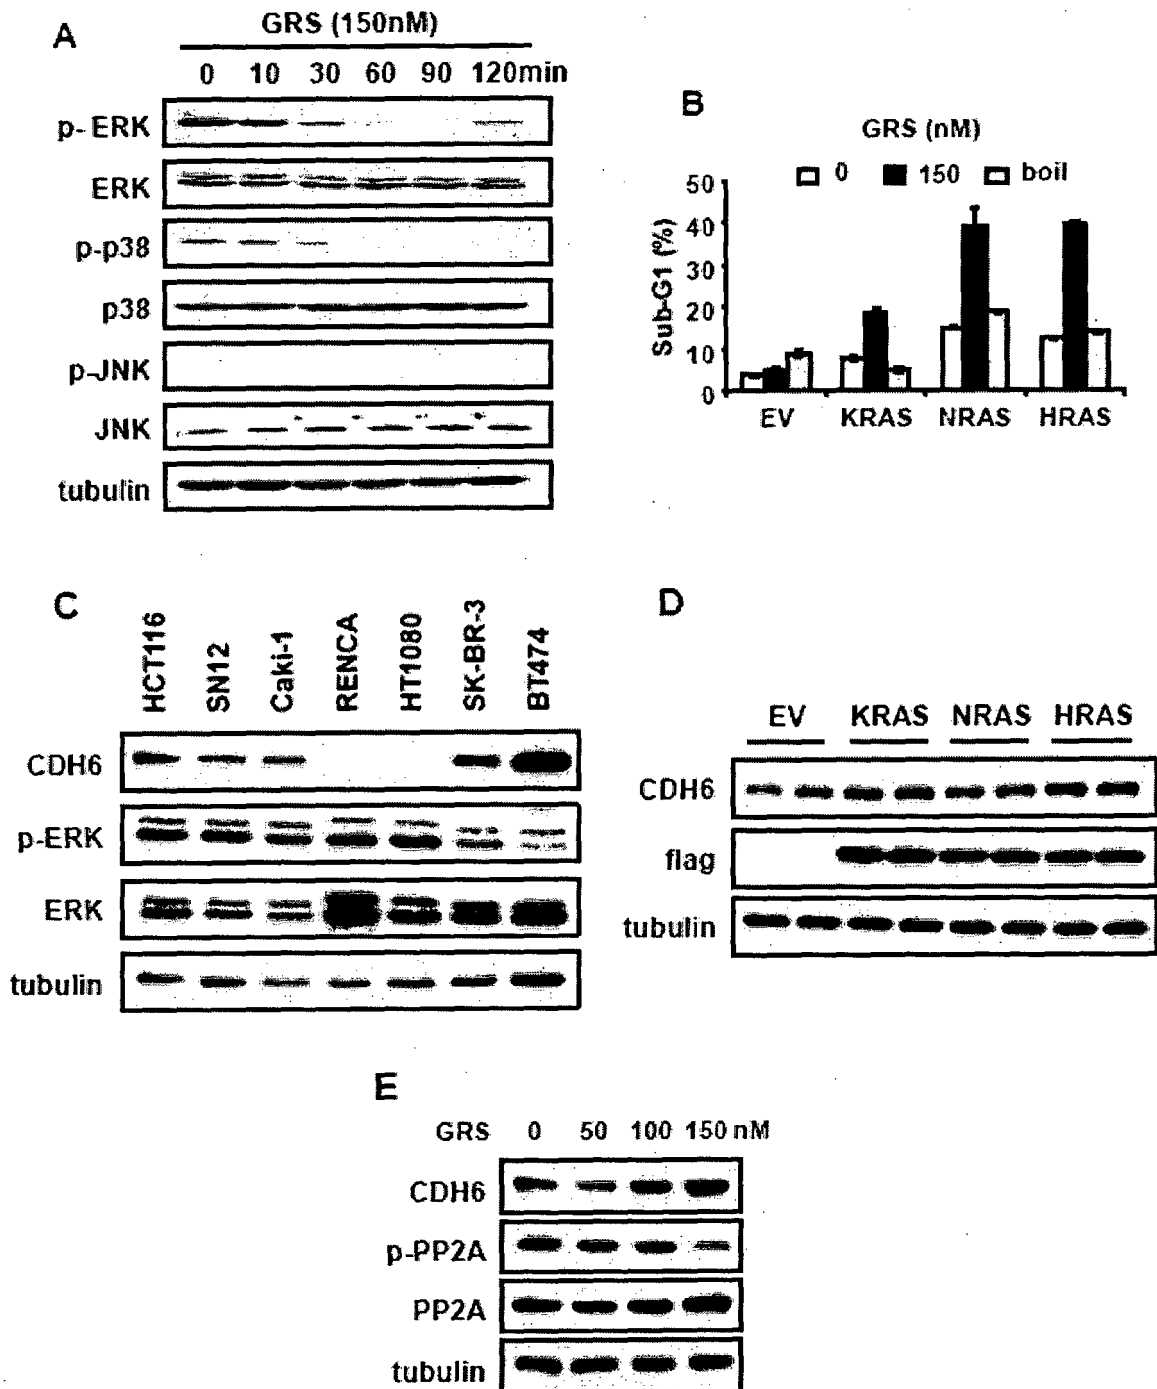 A
GRS (150nM)
0 10 30 60 90 120min
p-ERK
ERK
p-p38
p38
p-JNK
JNK
tubulin
B
GRS (nM)
0 150 boil
Sub-G1 (%)
50
40
30
20
10
0
EV KRAS NRAS HRAS
C
HCT116 SN12 Caki-1 RENCA HT1080 SK-BR-3 BT474
CDH6
p-ERK
ERK
tubulin
D
EV KRAS NRAS HRAS
CDH6
flag
tubulin
E
GRS 0 50 100 150 nM
CDH6
p-PP2A
PP2A
tubulin